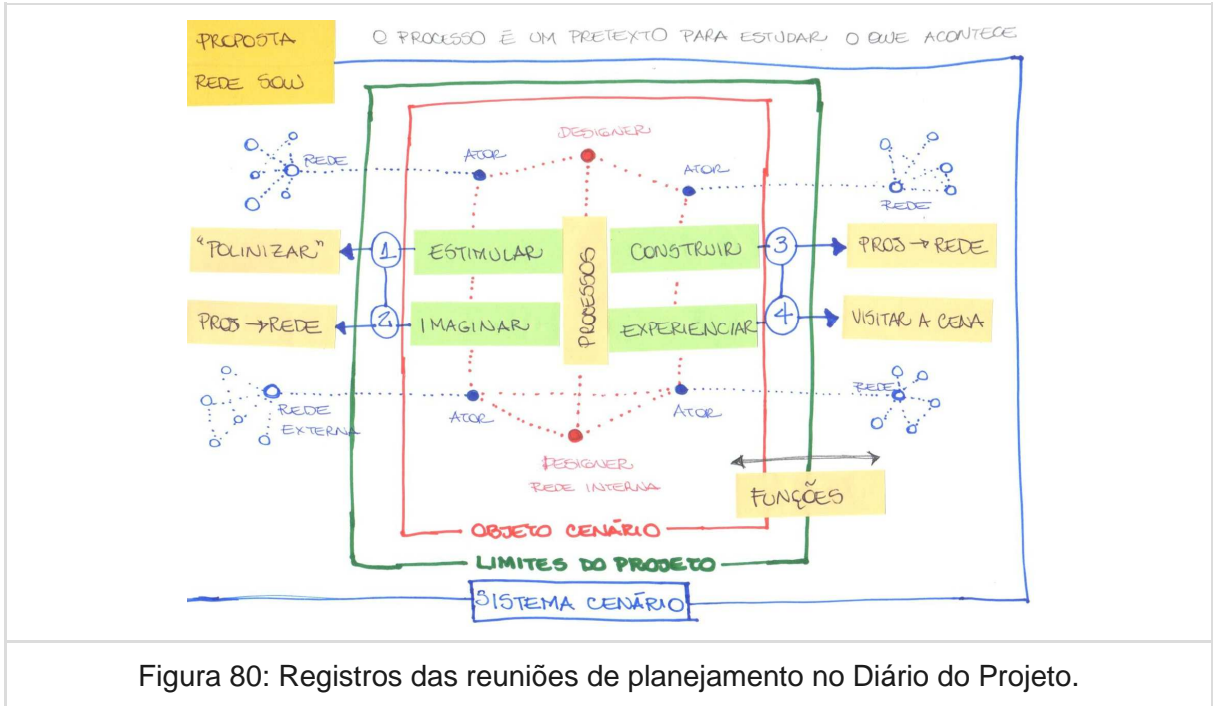 PROPOSTA
REDE SOW
O PROCESSO É UM PRETEXTO PARA ESTUDAR O QUE ACONTECE
DESIGNER
REDE
ATOR
ATOR
REDE
"POLINIZAR"
1
ESTIMULAR
PROCESSOS
CONSTRUIR
3
PROJ → REDE
PROJ → REDE
2
IMAGINAR
EXPERIENCIAR
4
VISITAR A CENA
REDE
EXTERNA
ATOR
ATOR
REDE
DESIGNER
REDE INTERNA
FUNÇÕES
OBJETO CENÁRIO
LIMITES DO PROJETO
SISTEMA CENÁRIO
Figura 80: Registros das reuniões de planejamento no Diário do Projeto.